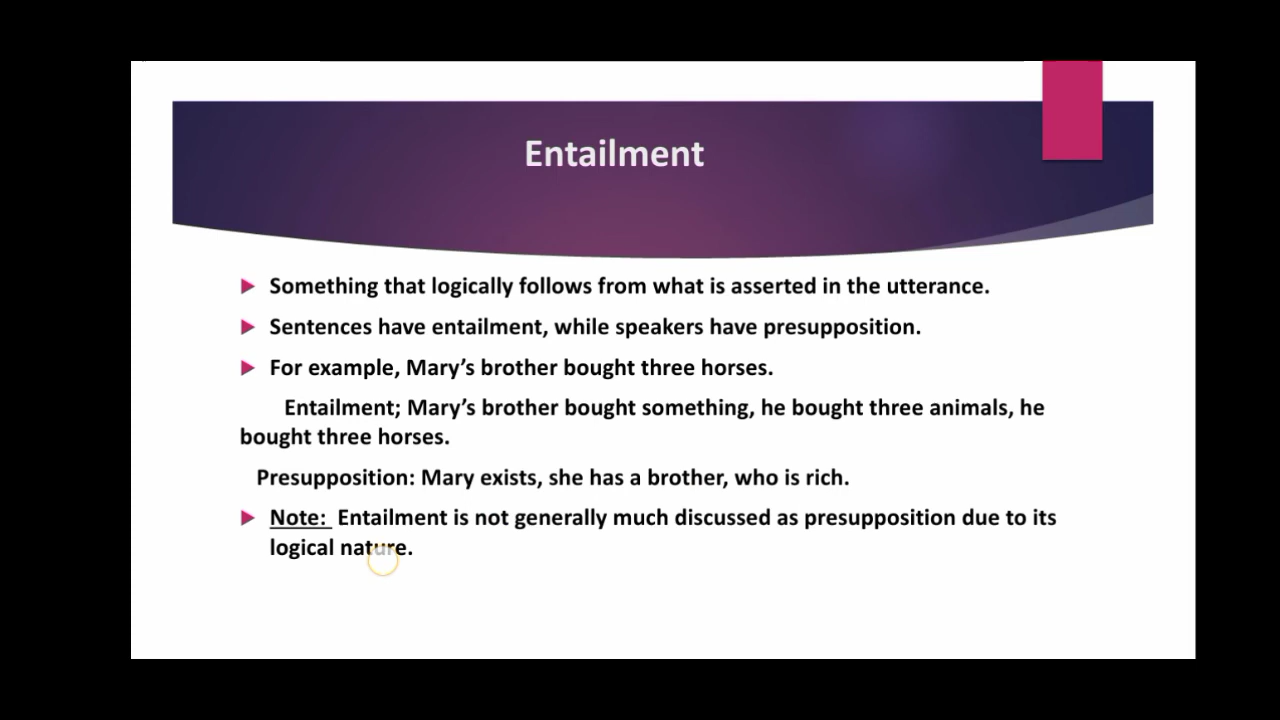 Entailment
Something that logically follows from what is asserted in the utterance.
Sentences have entailment, while speakers have presupposition.
For example, Mary’s brother bought three horses.
Entailment; Mary’s brother bought something, he bought three animals, he
bought three horses.
Presupposition: Mary exists, she has a brother, who is rich.
Note: Entailment is not generally much discussed as presupposition due to its
logical nature.